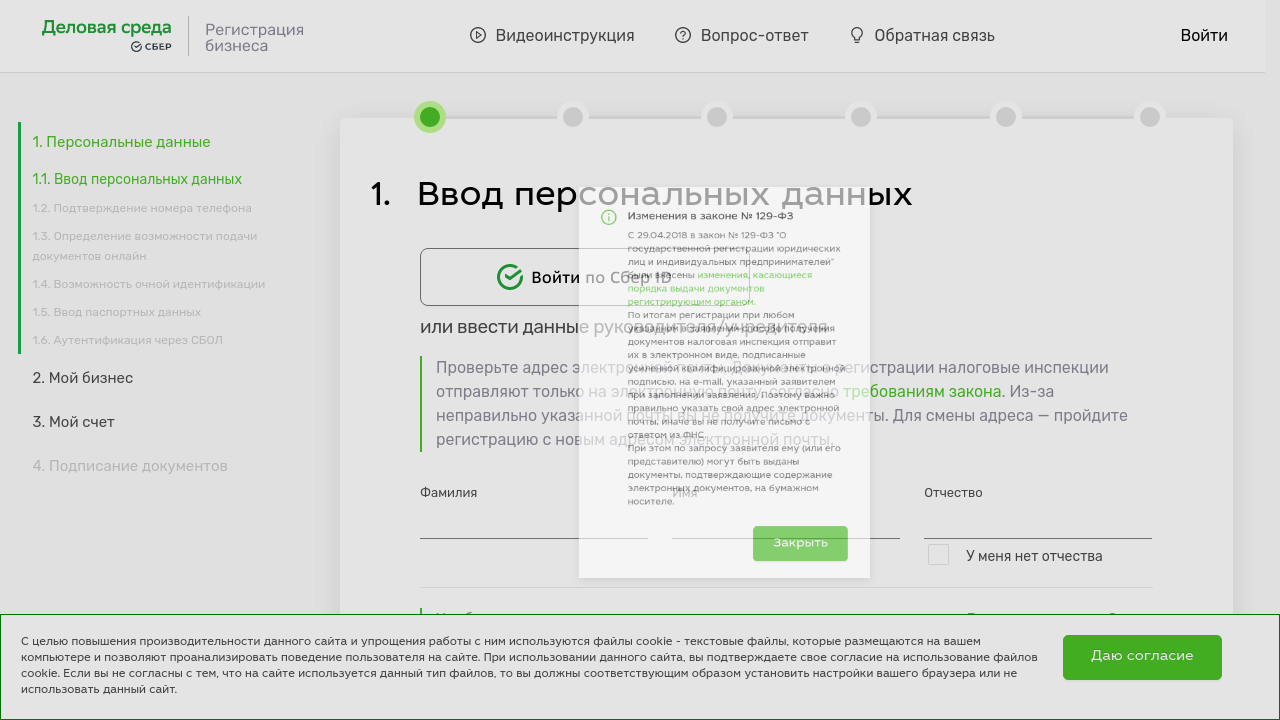 Деловая среда
СБЕР
Регистрация
бизнеса
Видеоинструкция
Вопрос-ответ
Обратная связь
Войти
1. Персональные данные
1.1. Ввод персональных данных
1.2. Подтверждение номера телефона
1.3. Определение возможности подачи
документов онлайн
1.4. Возможность очной идентификации
1.5. Ввод паспортных данных
1.6. Аутентификация через СБОЛ
2. Мой бизнес
3. Мой счет
4. Подписание документов
1. Ввод персональных данных
Войти по Сбер ID
или ввести данные руководителя/учредителя
Проверьте адрес электронной почты. Документы о регистрации налоговые инспекции
отправляют только на электронную почту, согласно требованиям закона. Из-за
неправильно указанной почты вы не получите документы. Для смены адреса — пройдите
регистрацию с новым адресом электронной почты.
Фамилия
Имя
Отчество
У меня нет отчества
Изменения в законе № 129-ФЗ
С 29.04.2018 в закон № 129-ФЗ "О
государственной регистрации юридических
лиц и индивидуальных предпринимателей"
были внесены изменения, касающиеся
порядка выдачи документов
регистрирующим органом.
По итогам регистрации при любом
указанном в заявлении способе получения
документов налоговая инспекция отправит
их в электронном виде, подписанные
усиленной квалифицированной электронной
подписью, на e-mail, указанный заявителем
при заполнении заявления. Поэтому важно
правильно указать свой адрес электронной
почты, иначе вы не получите письмо с
ответом из ФНС.
При этом по запросу заявителя ему (или его
представителю) могут быть выданы
документы, подтверждающие содержание
электронных документов, на бумажном
носителе.
Закрыть
С целью повышения производительности данного сайта и упрощения работы с ним используются файлы cookie - текстовые файлы, которые размещаются на вашем
компьютере и позволяют проанализировать поведение пользователя на сайте. При использовании данного сайта, вы подтверждаете свое согласие на использование файлов
cookie. Если вы не согласны с тем, что на сайте используется данный тип файлов, то вы должны соответствующим образом установить настройки вашего браузера или не
использовать данный сайт.
Даю согласие